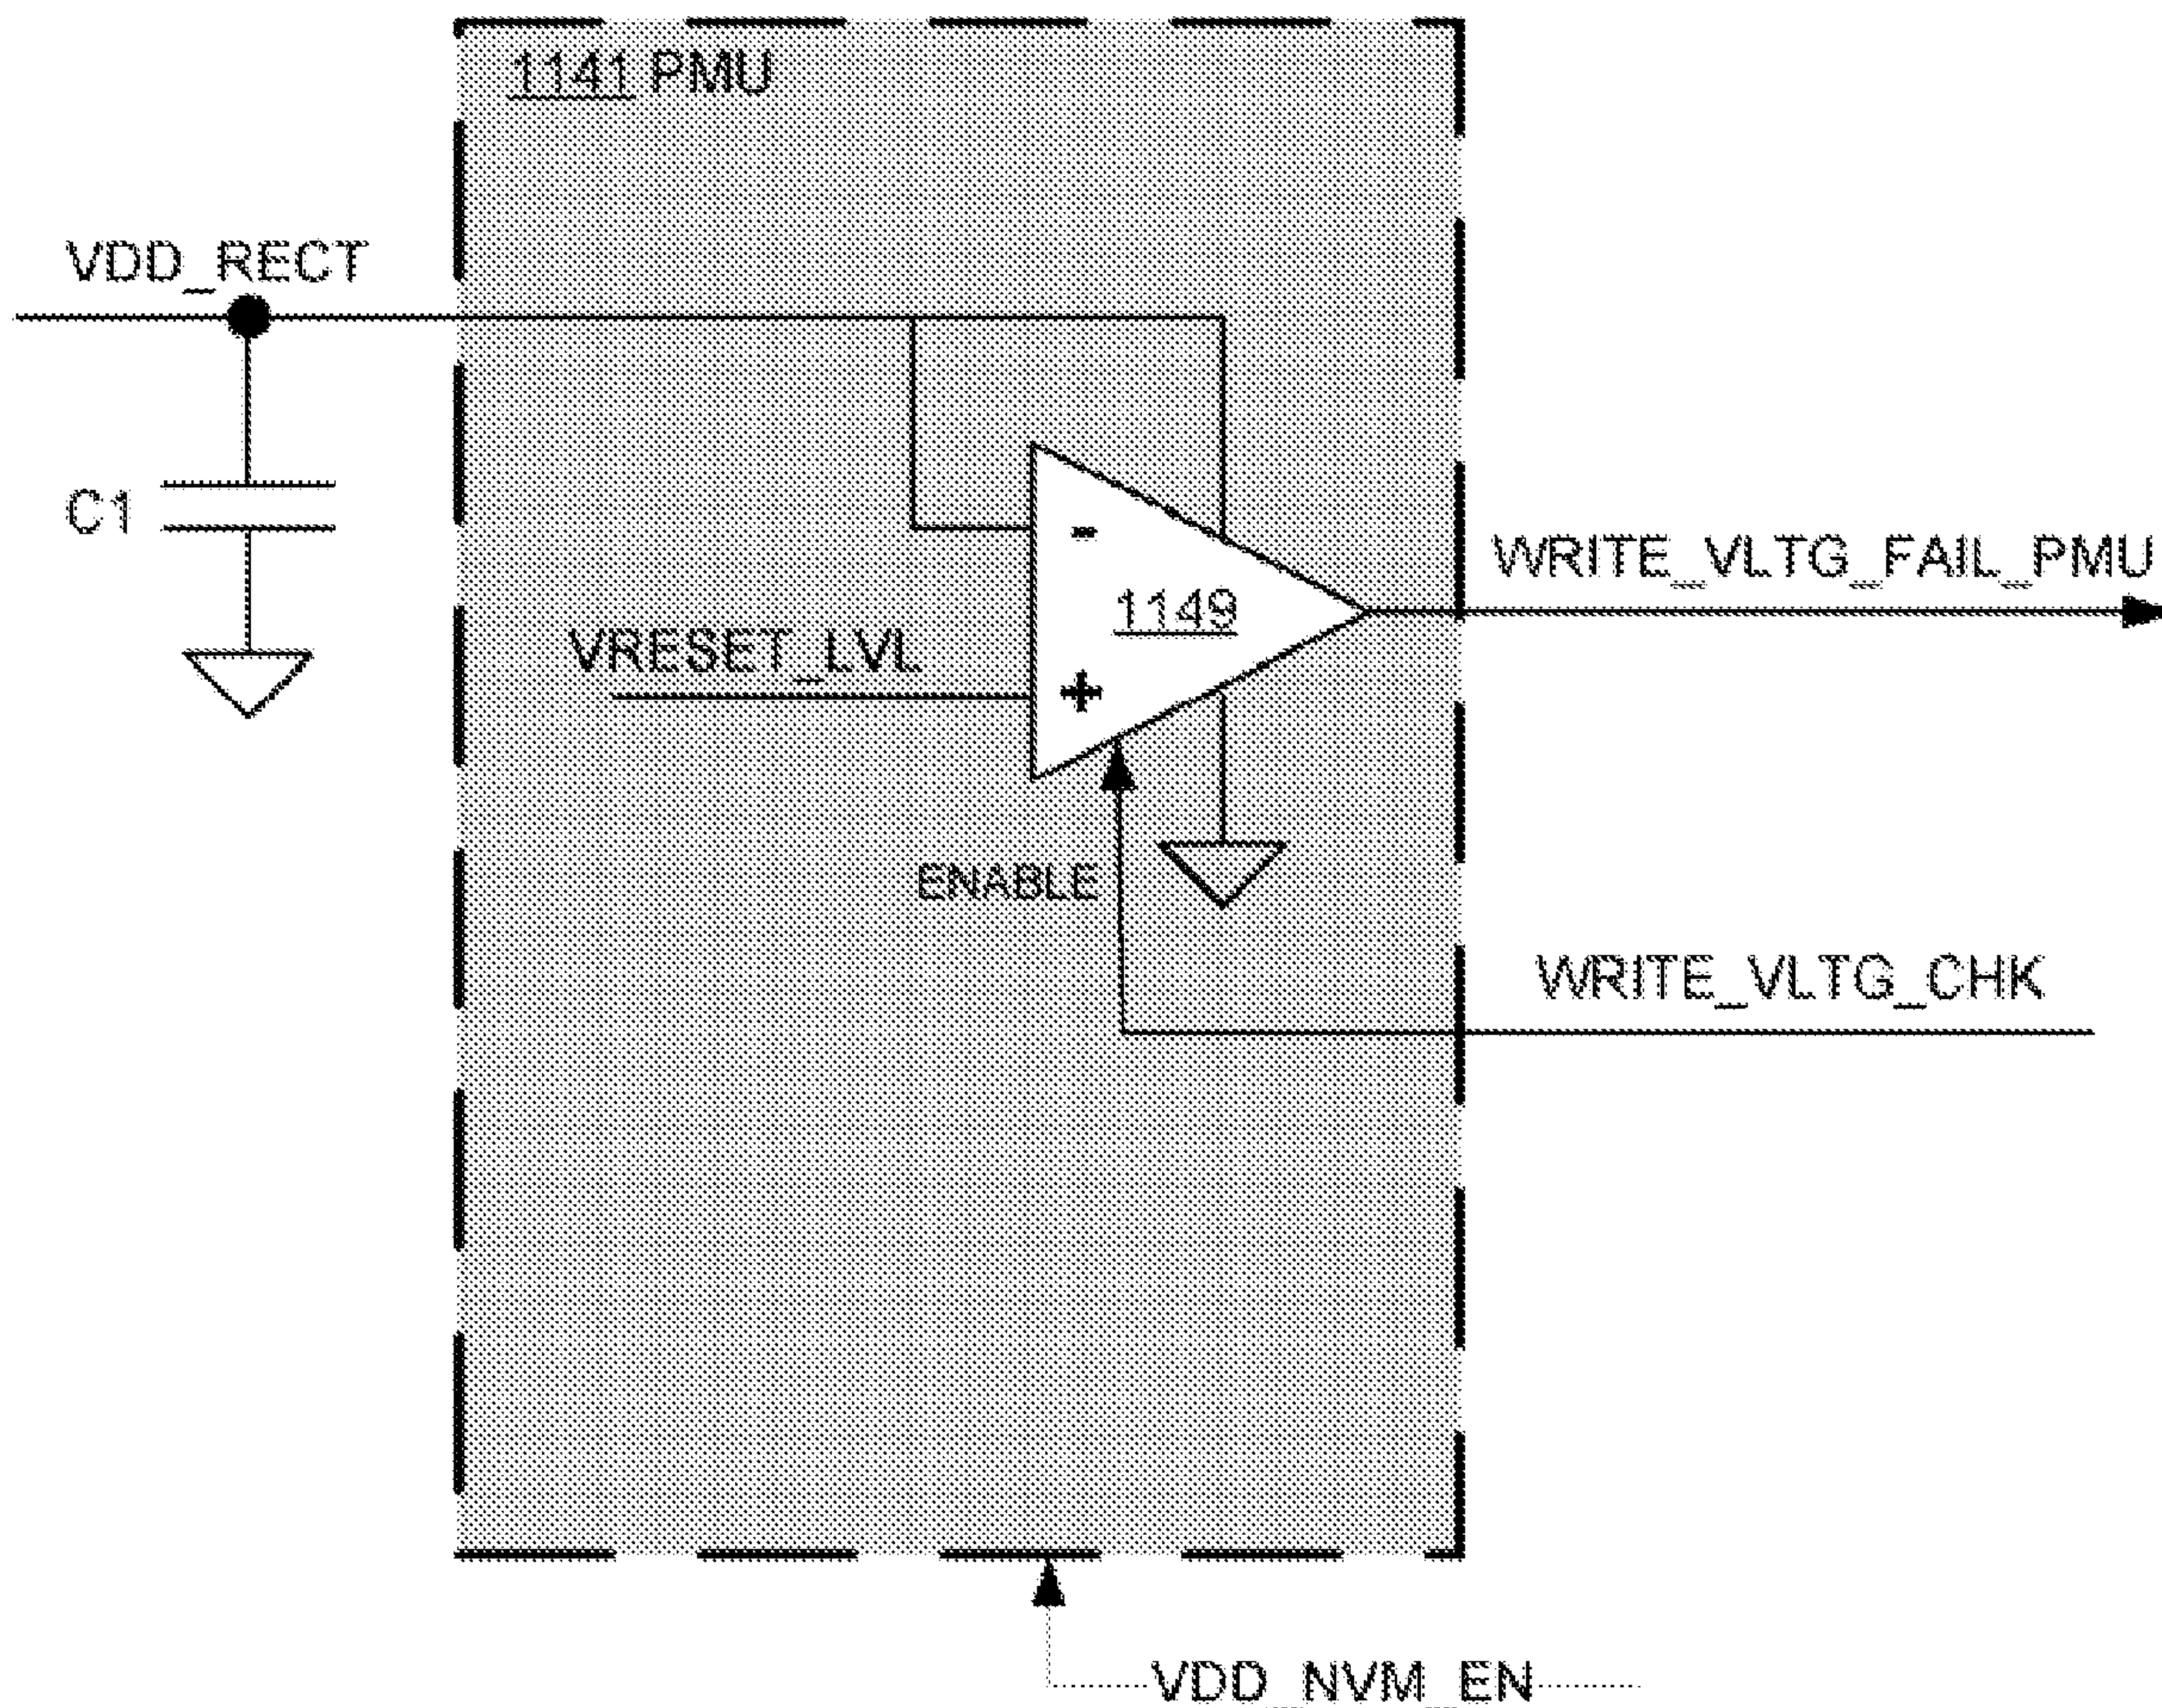 1141 PMU
VDD_RECT
C1
-
1149
+
VRESET_LVL
WRITE_VLTG_FAIL_PMU
ENABLE
WRITE_VLTG_CHK
VDD_NVM_EN